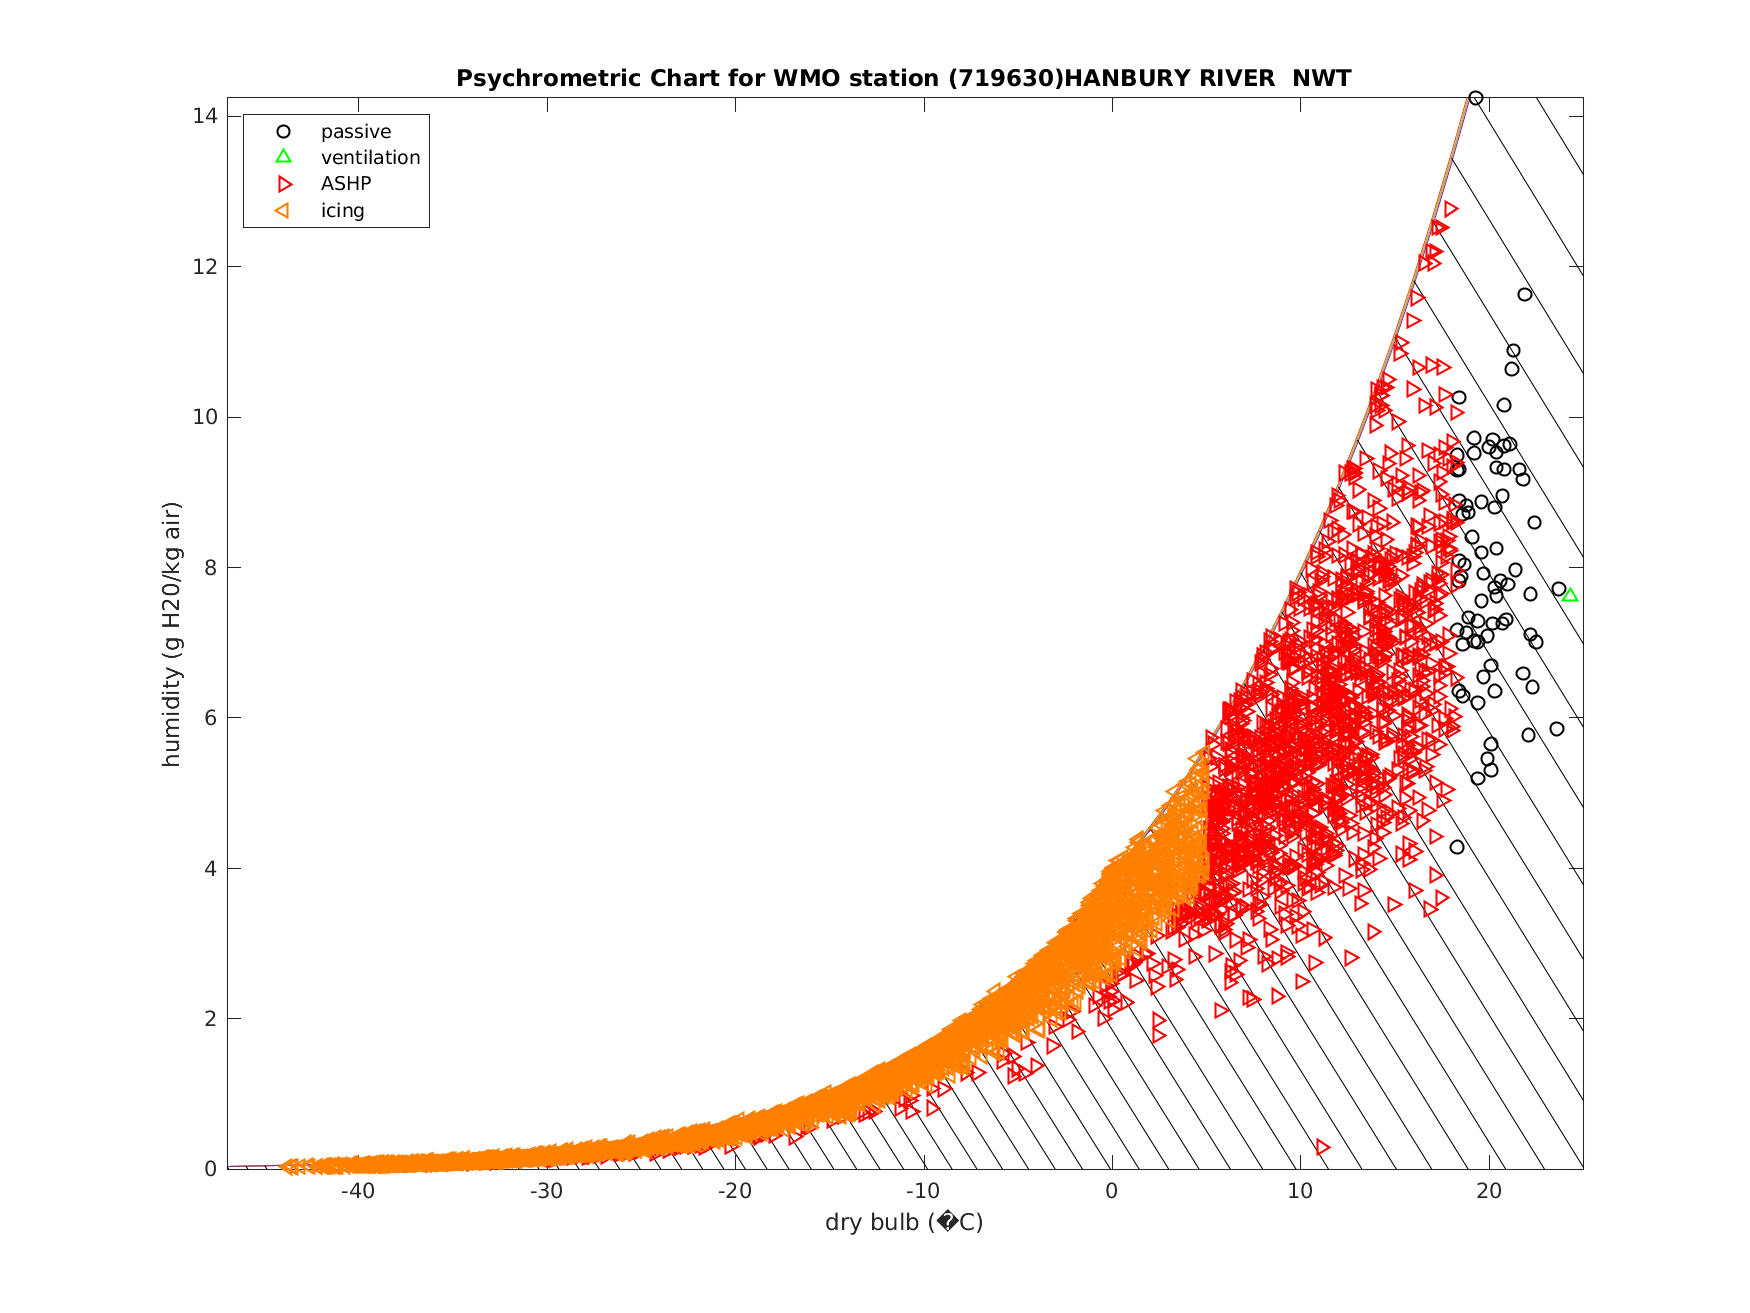 Psychrometric Chart for WMO station (719630)HANBURY RIVER  NWT
14
12
10
8
6
4
2
0
humidity (g H20/kg air)
passive
ventilation
ASHP
icing
-40
-30
-20
-10
0
10
20
dry bulb (�C)